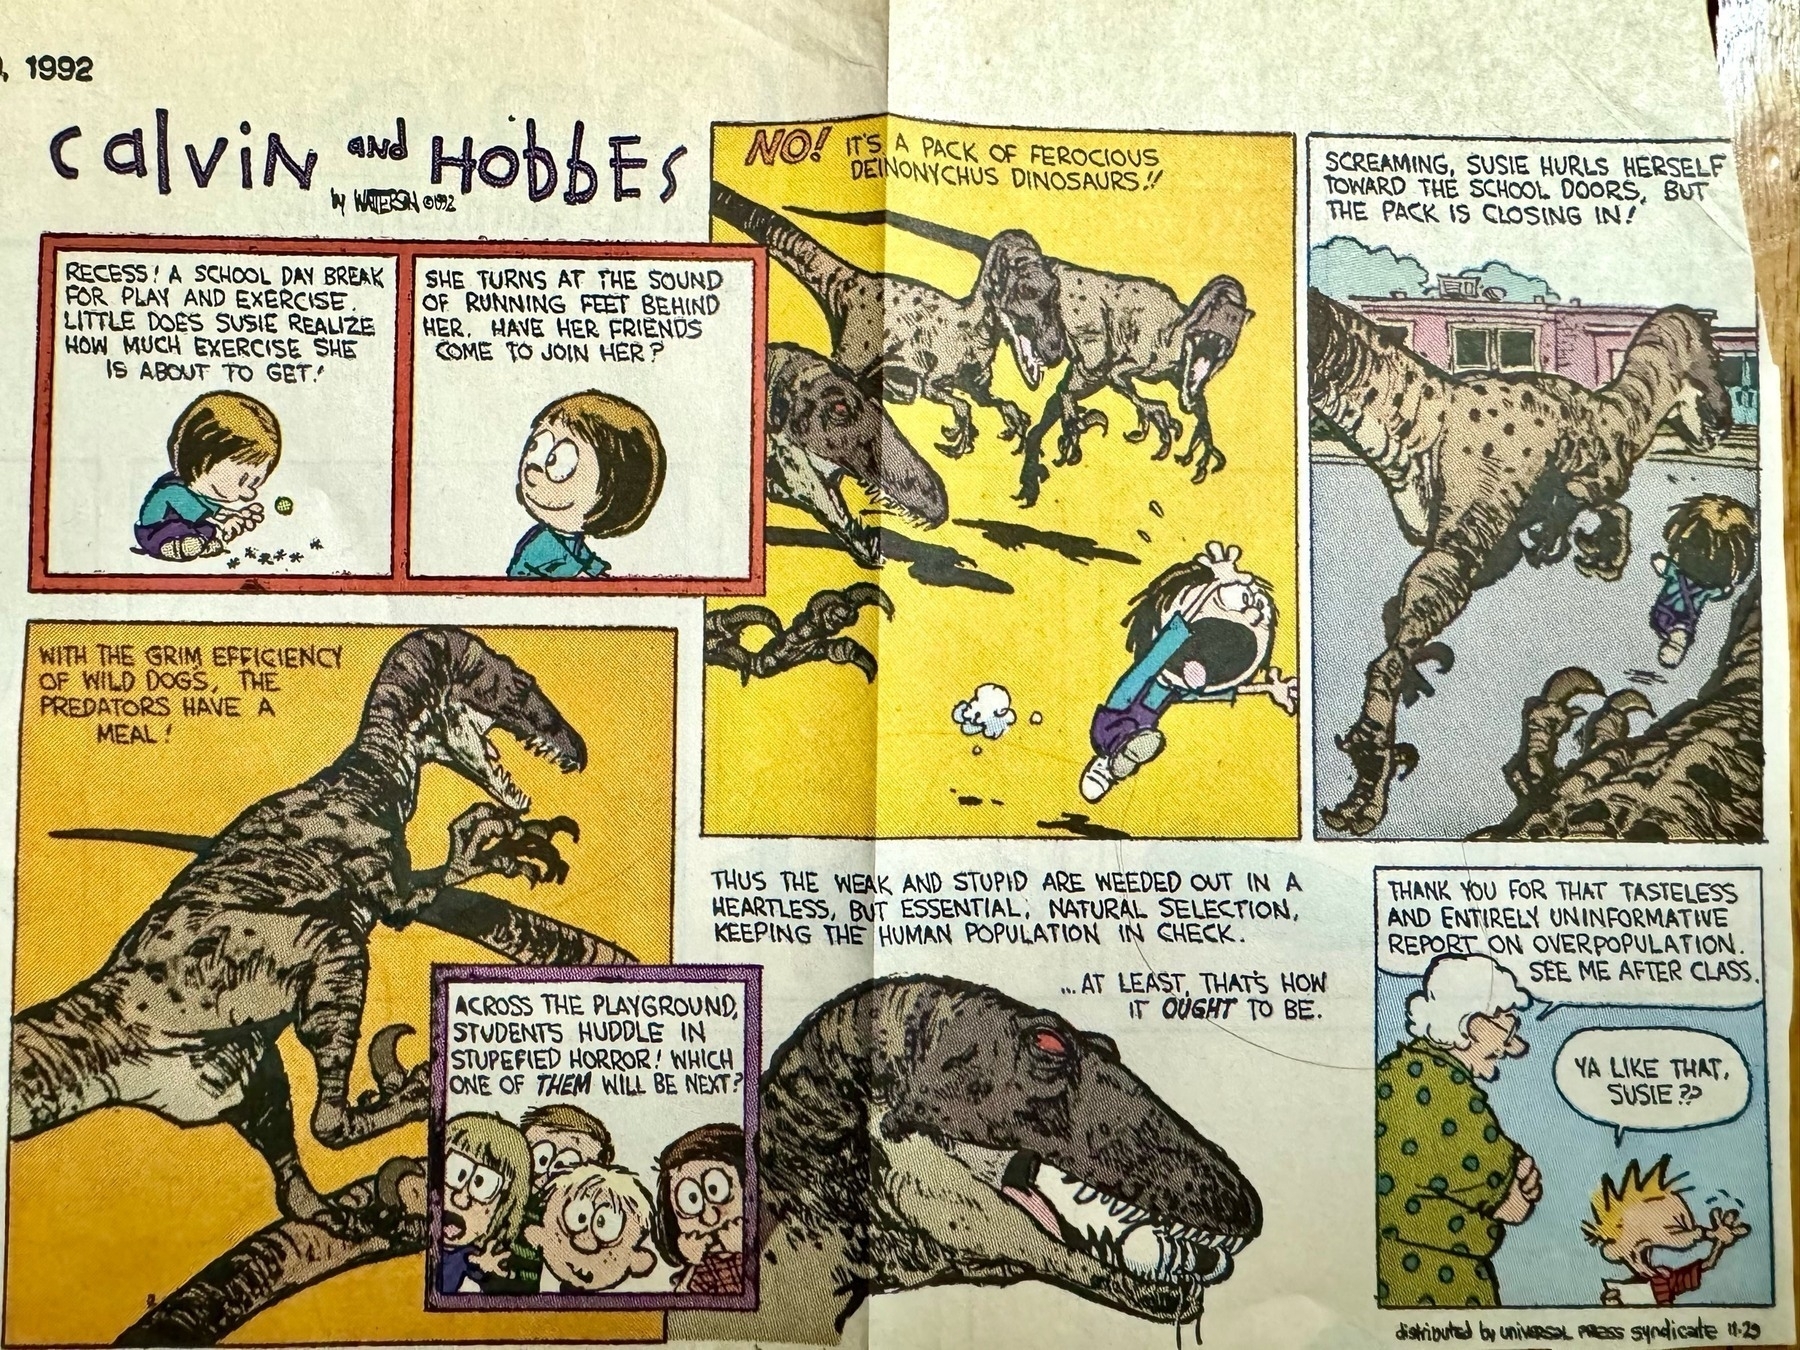 , 1992
calvin and HobbEs
by WATTERSON ©1992
RECESS! A SCHOOL DAY BREAK
FOR PLAY AND EXERCISE.
LITTLE DOES SUSIE REALIZE
HOW MUCH EXERCISE SHE
IS ABOUT TO GET!
SHE TURNS AT THE SOUND
OF RUNNING FEET BEHIND
HER. HAVE HER FRIENDS
COME TO JOIN HER?
NO! IT'S A PACK OF FEROCIOUS
DEINONYCHUS DINOSAURS!!
SCREAMING, SUSIE HURLS HERSELF
TOWARD THE SCHOOL DOORS, BUT
THE PACK IS CLOSING IN!
WITH THE GRIM EFFICIENCY
OF WILD DOGS, THE
PREDATORS HAVE A
MEAL!
ACROSS THE PLAYGROUND,
STUDENTS HUDDLE IN
STUPEFIED HORROR! WHICH
ONE OF THEM WILL BE NEXT?
THUS THE WEAK AND STUPID ARE WEEDED OUT IN A
HEARTLESS, BUT ESSENTIAL, NATURAL SELECTION,
KEEPING THE HUMAN POPULATION IN CHECK.
...AT LEAST, THAT'S HOW
IT OUGHT TO BE.
THANK YOU FOR THAT TASTELESS
AND ENTIRELY UNINFORMATIVE
REPORT ON OVERPOPULATION.
SEE ME AFTER CLASS.
YA LIKE THAT,
SUSIE??
distributed by universal press syndicate 11-29